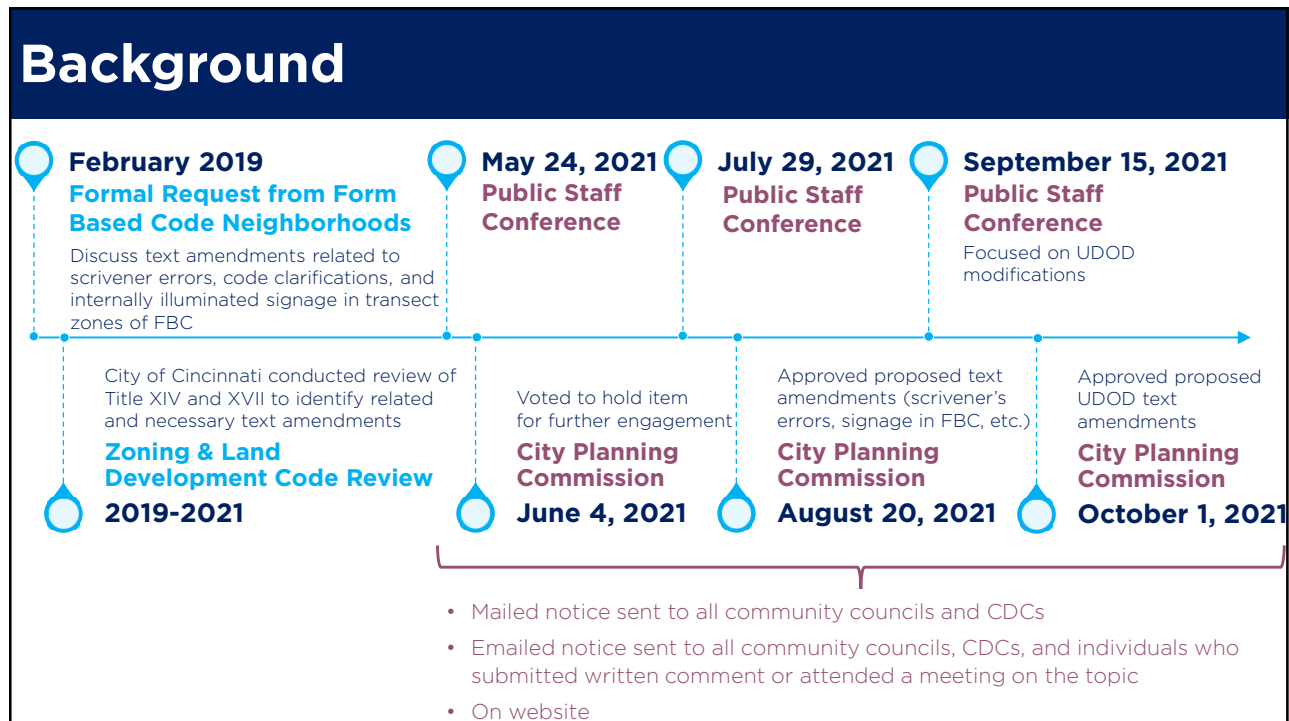 Background
February 2019
Formal Request from Form
Based Code Neighborhoods
Discuss text amendments related to
scrivener errors, code clarifications, and
internally illuminated signage in transect
zones of FBC
May 24, 2021
Public Staff
Conference
July 29, 2021
Public Staff
Conference
September 15, 2021
Public Staff
Conference
Focused on UDOD
modifications
City of Cincinnati conducted review of
Title XIV and XVII to identify related
and necessary text amendments
Zoning & Land
Development Code Review
2019-2021
Voted to hold item
for further engagement
City Planning
Commission
June 4, 2021
Approved proposed text
amendments (scrivener's
errors, signage in FBC, etc.)
City Planning
Commission
August 20, 2021
Approved proposed
UDOD text
amendments
City Planning
Commission
October 1, 2021
• Mailed notice sent to all community councils and CDCs
• Emailed notice sent to all community councils, CDCs, and individuals who
submitted written comment or attended a meeting on the topic
• On website